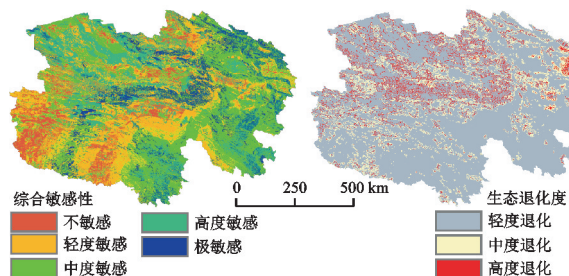 0 250 500 km
综合敏感性
不敏感
轻度敏感
中度敏感
高度敏感
极敏感
生态退化度
轻度退化
中度退化
高度退化